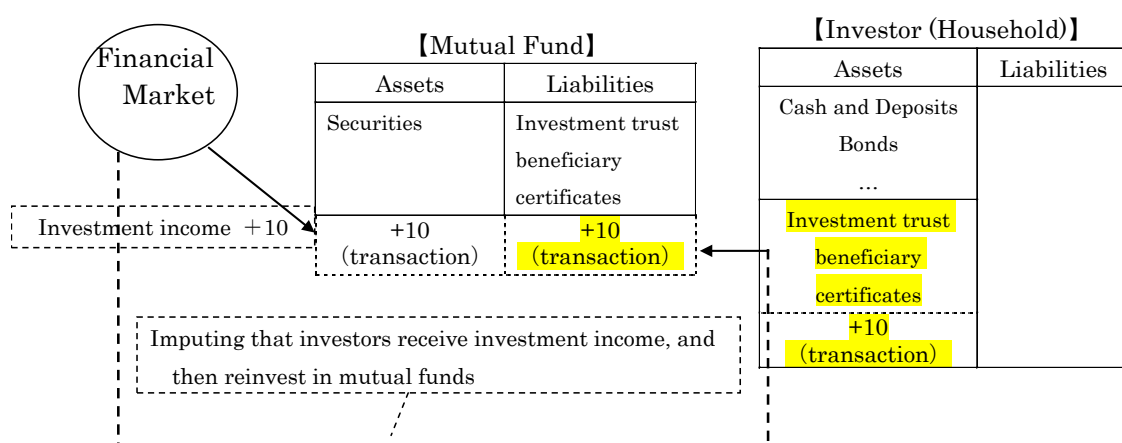 Financial
Market
【Mutual Fund】
Assets
Liabilities
Securities
Investment trust
beneficiary
certificates
+10
(transaction)
+10
(transaction)
Investment income +10
【Investor (Household)】
Assets
Liabilities
Cash and Deposits
Bonds
…
Investment trust
beneficiary
certificates
+10
(transaction)
Imputing that investors receive investment income, and
then reinvest in mutual funds